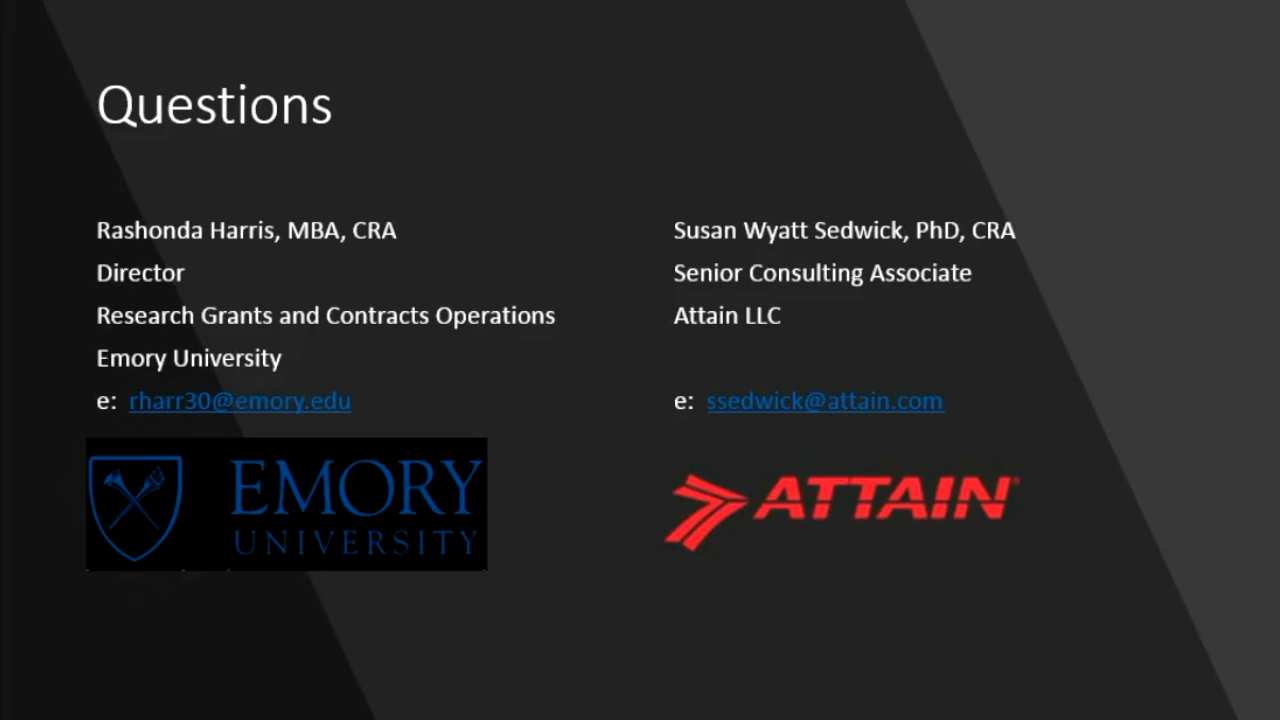 Questions
Rashonda Harris, MBA, CRA
Director
Research Grants and Contracts Operations
Emory University
e: rharr30@emory.edu
EMORY
UNIVERSITY
Susan Wyatt Sedwick, PhD, CRA
Senior Consulting Associate
Attain LLC
e: ssedwick@attain.com
ATTAIN